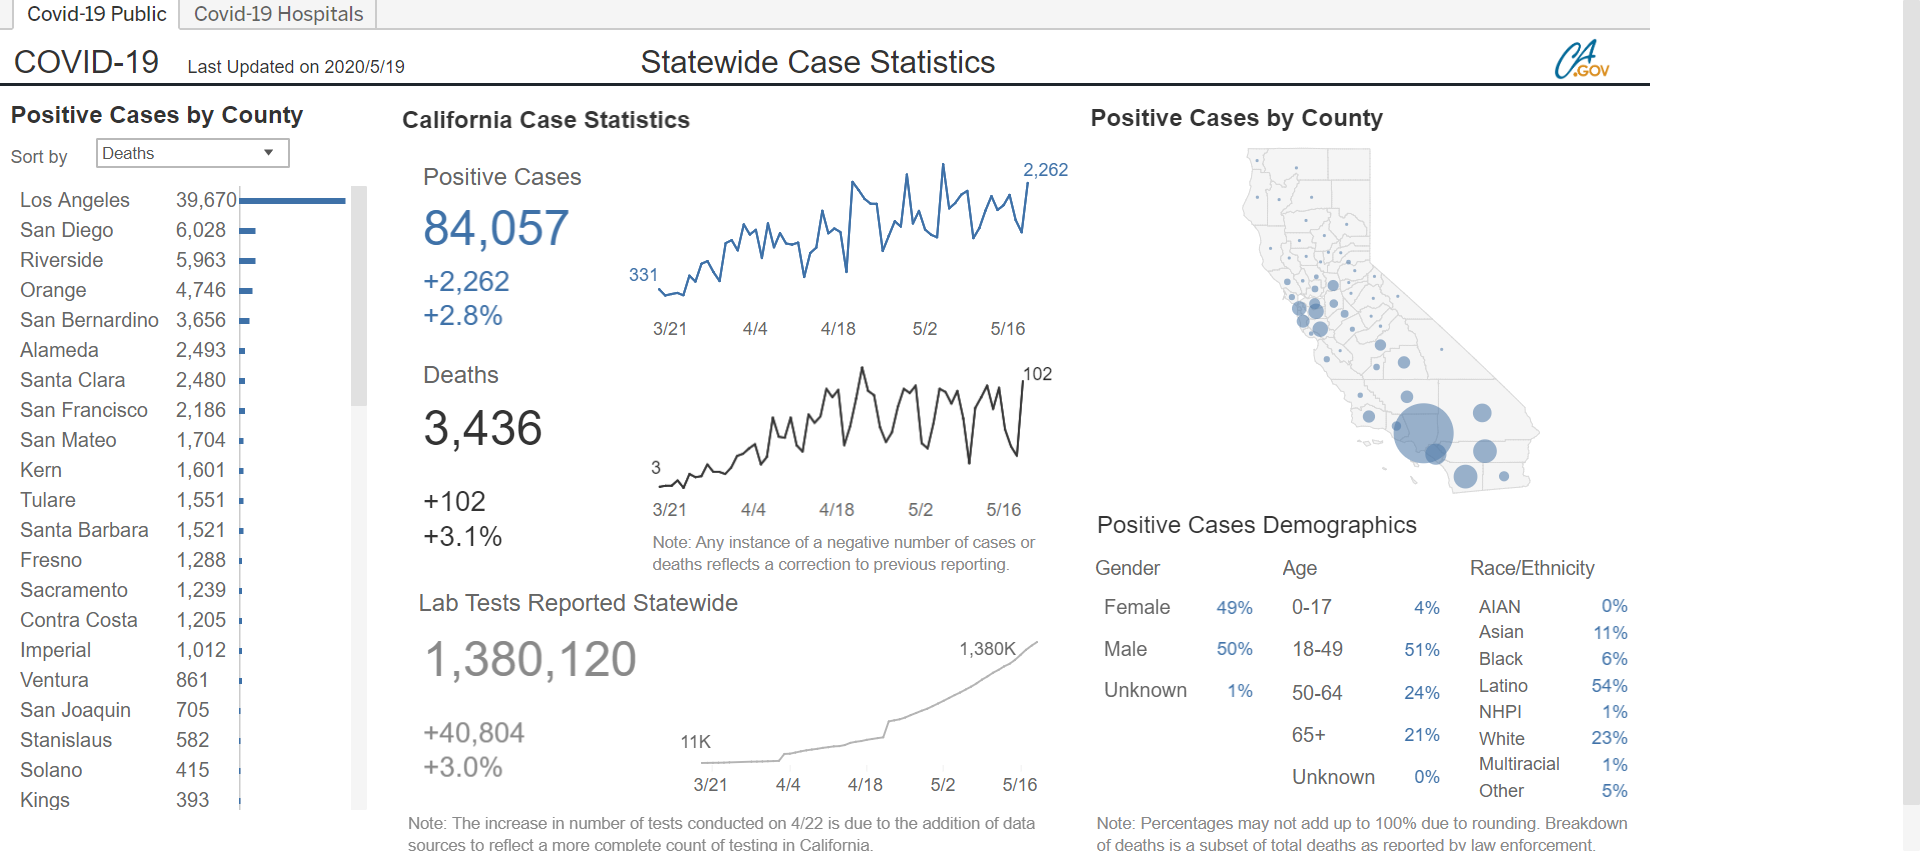 Covid-19 Public
Covid-19 Hospitals
COVID-19
Last Updated on 2020/5/19
Statewide Case Statistics
CA.GOV
Positive Cases by County
Sort by
Deaths
Los Angeles 39,670
San Diego 6,028
Riverside 5,963
Orange 4,746
San Bernardino 3,656
Alameda 2,493
Santa Clara 2,480
San Francisco 2,186
San Mateo 1,704
Kern 1,601
Tulare 1,551
Santa Barbara 1,521
Fresno 1,288
Sacramento 1,239
Contra Costa 1,205
Imperial 1,012
Ventura 861
San Joaquin 705
Stanislaus 582
Solano 415
Kings 393
California Case Statistics
Positive Cases
84,057
+2,262
+2.8%
331
2,262
3/21 4/4 4/18 5/2 5/16
Deaths
3,436
+102
+3.1%
3
102
3/21 4/4 4/18 5/2 5/16
Note: Any instance of a negative number of cases or
deaths reflects a correction to previous reporting.
Lab Tests Reported Statewide
1,380,120
+40,804
+3.0%
11K
1,380K
3/21 4/4 4/18 5/2 5/16
Note: The increase in number of tests conducted on 4/22 is due to the addition of data
sources to reflect a more complete count of testing in California.
Positive Cases by County
Positive Cases Demographics
Gender
Female 49%
Male 50%
Unknown 1%
Age
0-17 4%
18-49 51%
50-64 24%
65+ 21%
Unknown 0%
Race/Ethnicity
AIAN 0%
Asian 11%
Black 6%
Latino 54%
NHPI 1%
White 23%
Multiracial 1%
Other 5%
Note: Percentages may not add up to 100% due to rounding. Breakdown
of deaths is a subset of total deaths as reported by law enforcement.